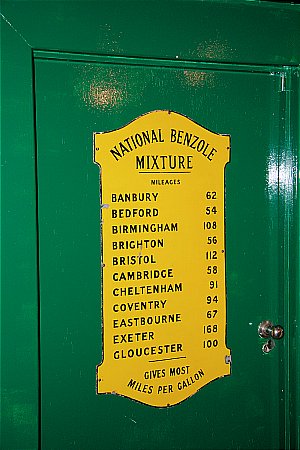 NATIONAL BENZOLE
MIXTURE
MILEAGES
BANBURY 62
BEDFORD 54
BIRMINGHAM 108
BRIGHTON 56
BRISTOL 112
CAMBRIDGE 58
CHELTENHAM 91
COVENTRY 94
EASTBOURNE 67
EXETER 168
GLOUCESTER 100
GIVES MOST
MILES PER GALLON